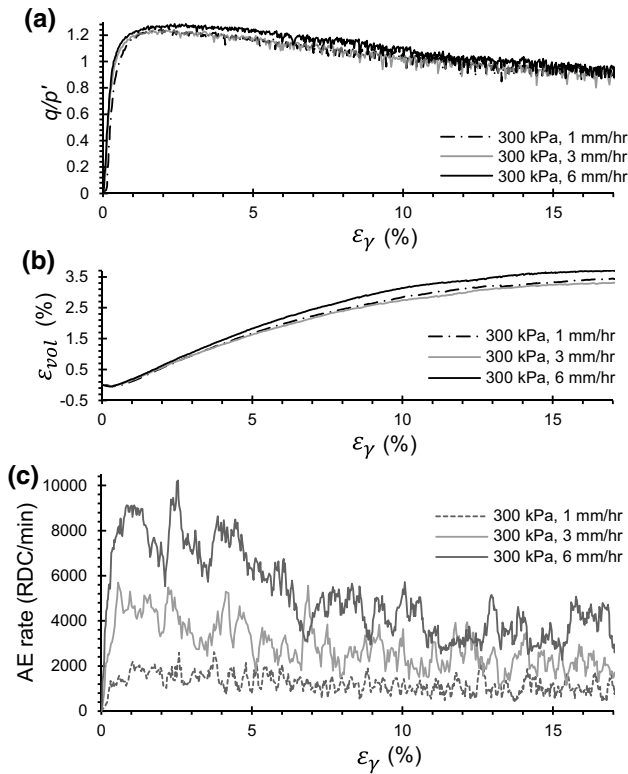 (a)
1.2
1
0.8
0.6
0.4
0.2
0
q/p'
300 kPa, 1 mm/hr
300 kPa, 3 mm/hr
300 kPa, 6 mm/hr
0 5 10 15
εγ (%)
(b)
3.5
2.5
1.5
0.5
-0.5
εvol (%)
300 kPa, 1 mm/hr
300 kPa, 3 mm/hr
300 kPa, 6 mm/hr
0 5 10 15
εγ (%)
(c)
10000
8000
6000
4000
2000
0
AE rate (RDC/min)
300 kPa, 1 mm/hr
300 kPa, 3 mm/hr
300 kPa, 6 mm/hr
0 5 10 15
εγ (%)